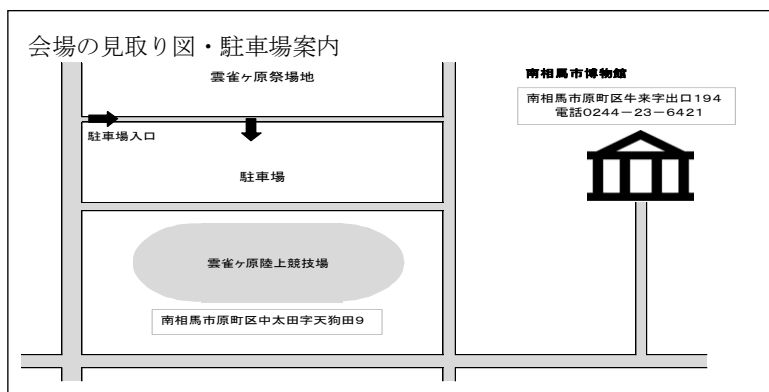 会場の見取り図・駐車場案内
雲雀ヶ原祭場地
南相馬市博物館
南相馬市原町区牛来字出口194
電話0244－23－6421
駐車場入口
駐車場
雲雀ヶ原陸上競技場
南相馬市原町区中太田字天狗田9